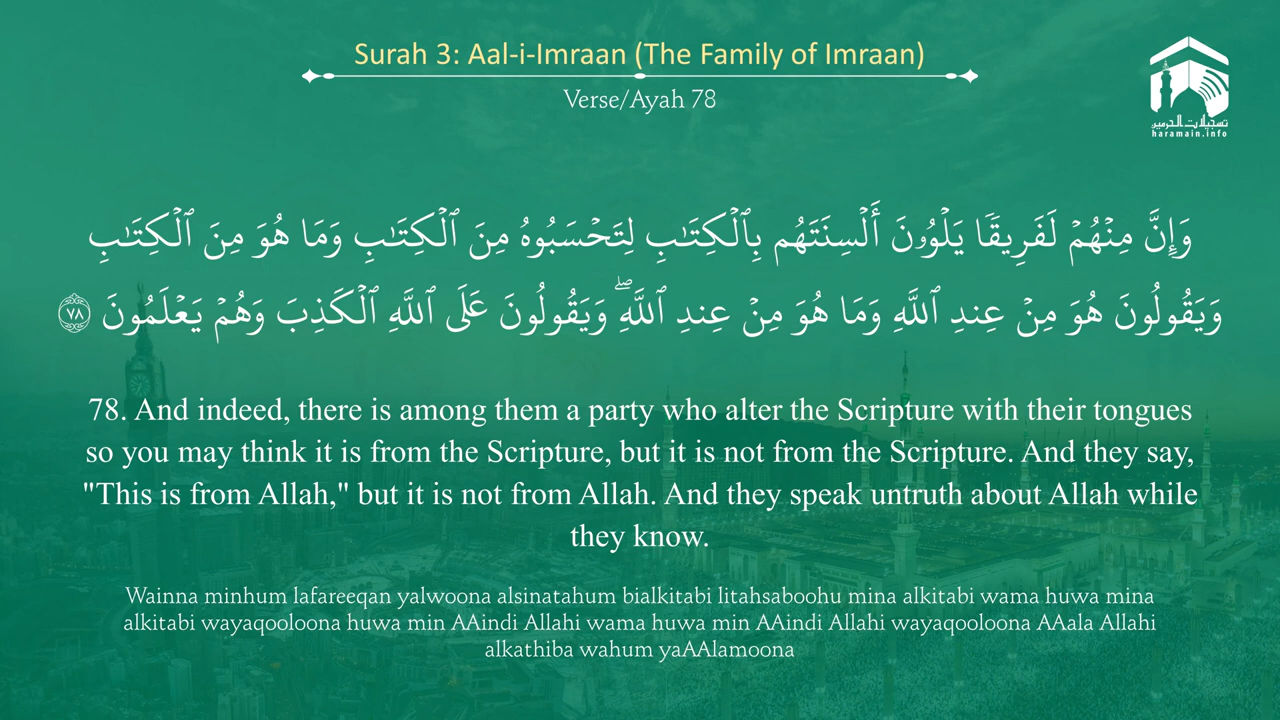 Surah 3: Aal-i-Imraan (The Family of Imraan)
Verse/Ayah 78
تسجيلات الحرمين
haramain.info
وَإِنَّ مِنْهُمْ لَفَرِيقًا يَلْوُۥنَ أَلْسِنَتَهُم بِٱلْكِتَـٰبِ لِتَحْسَبُوهُ مِنَ ٱلْكِتَـٰبِ وَمَا هُوَ مِنَ ٱلْكِتَـٰبِ
وَيَقُولُونَ هُوَ مِنْ عِندِ ٱللَّهِ وَمَا هُوَ مِنْ عِندِ ٱللَّهِ ۖ وَيَقُولُونَ عَلَى ٱللَّهِ ٱلْكَذِبَ وَهُمْ يَعْلَمُونَ ٧٨
78. And indeed, there is among them a party who alter the Scripture with their tongues
so you may think it is from the Scripture, but it is not from the Scripture. And they say,
"This is from Allah," but it is not from Allah. And they speak untruth about Allah while
they know.
Wainna minhum lafareeqan yalwoona alsinatahum bialkitabi litahsaboohu mina alkitabi wama huwa mina
alkitabi wayaqooloona huwa min AAindi Allahi wama huwa min AAindi Allahi wayaqooloona AAala Allahi
alkathiba wahum yaAAlamoona